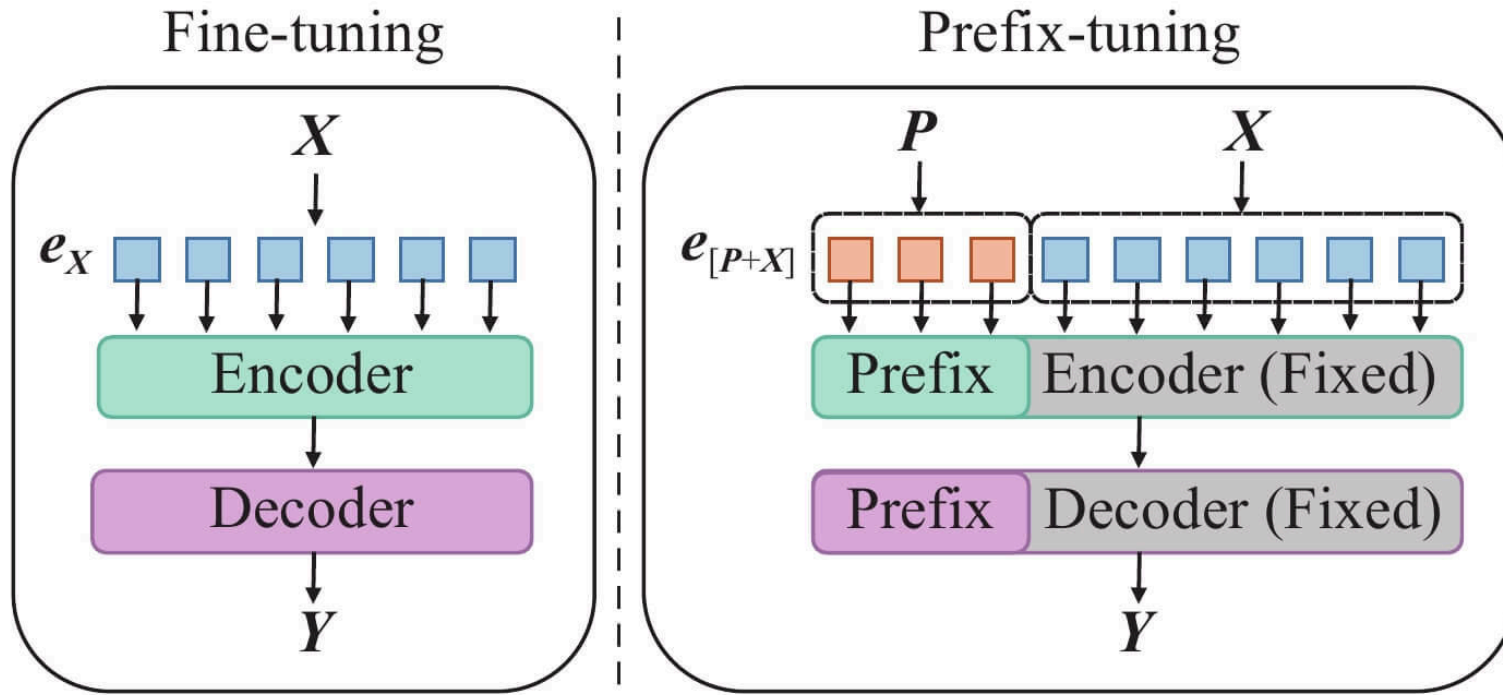 Fine-tuning
X
e_X
Encoder
Decoder
Y
Prefix-tuning
P X
e_[P+X]
Prefix Encoder (Fixed)
Prefix Decoder (Fixed)
Y